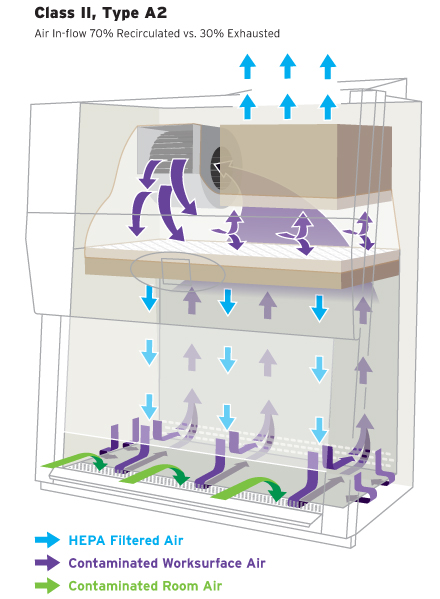 Class II, Type A2
Air In-flow 70% Recirculated vs. 30% Exhausted
HEPA Filtered Air
Contaminated Worksurface Air
Contaminated Room Air